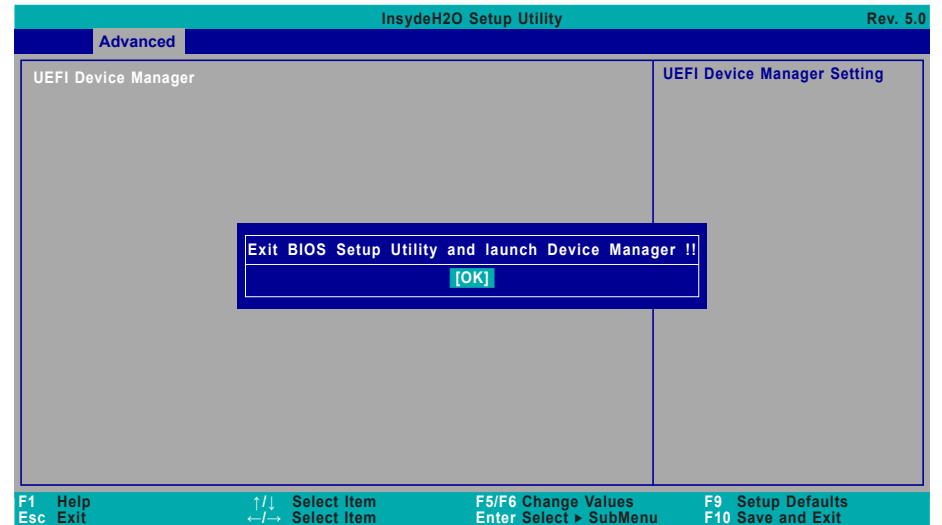 InsydeH2O Setup Utility Rev. 5.0
Advanced
UEFI Device Manager UEFI Device Manager Setting
Exit BIOS Setup Utility and launch Device Manager !!
[OK]
F1 Help ↑/↓ Select Item F5/F6 Change Values F9 Setup Defaults
Esc Exit ←/→ Select Item Enter Select ▶ SubMenu F10 Save and Exit